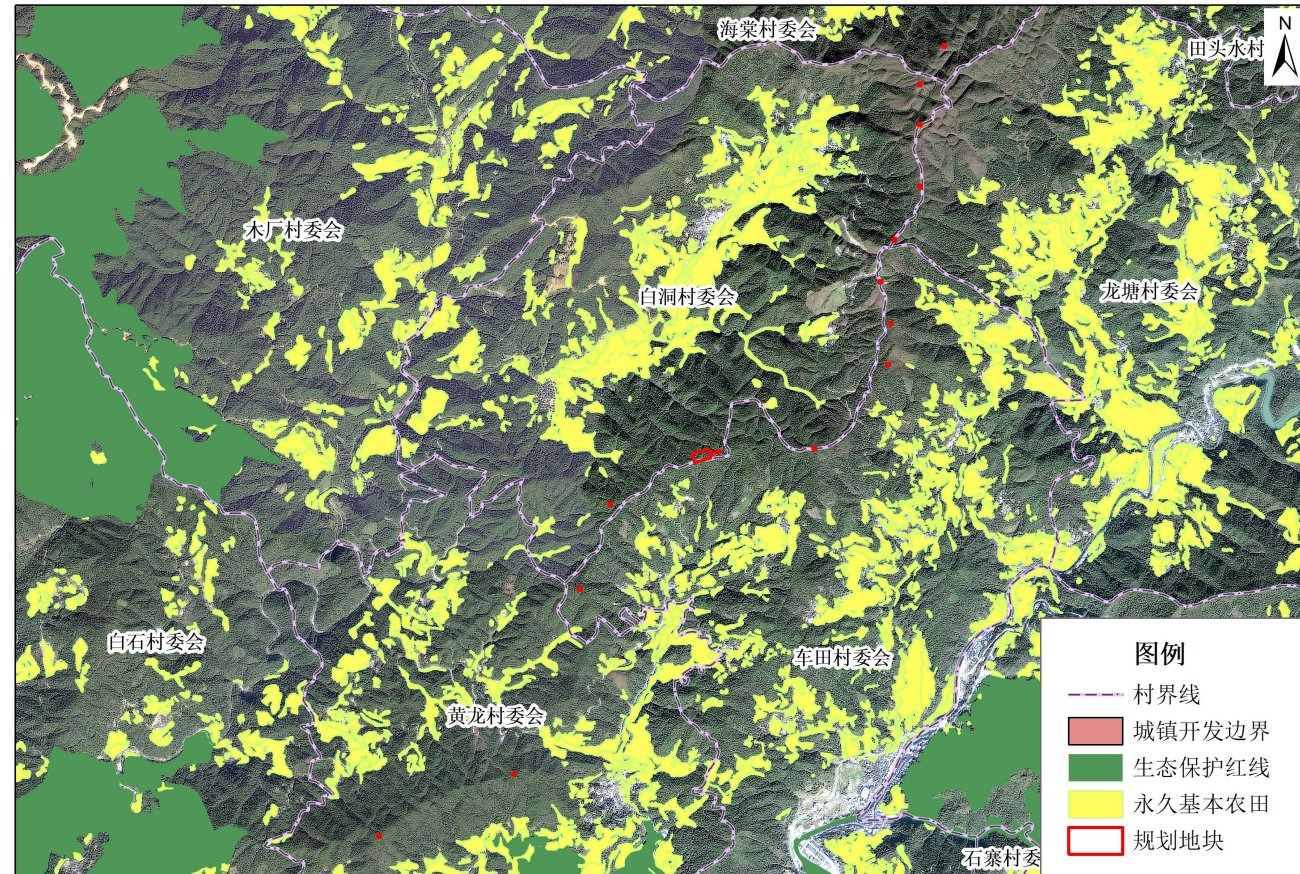 海棠村委会
N
田头水村
木厂村委会
白洞村委会
龙塘村委会
白石村委会
车田村委会
黄龙村委会
石寨村委
图例
村界线
城镇开发边界
生态保护红线
永久基本农田
规划地块